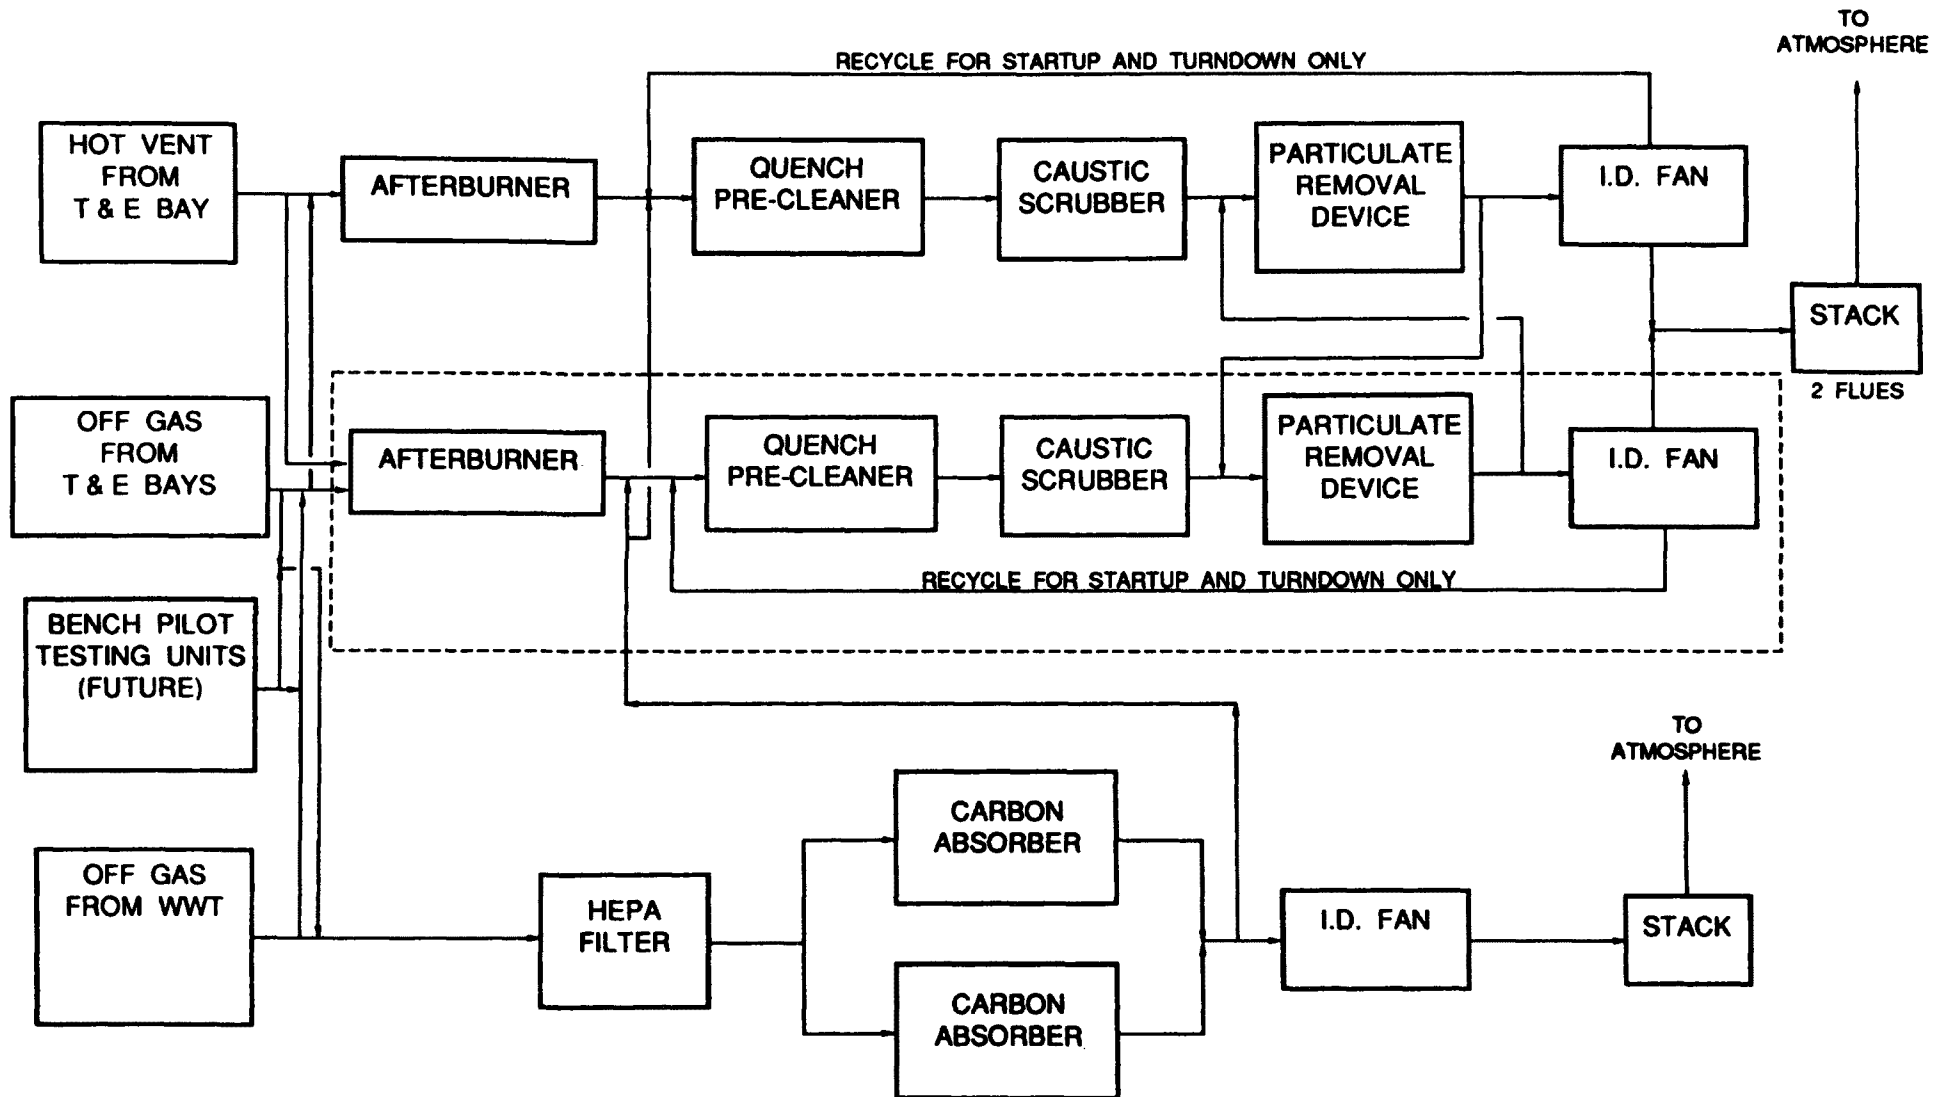 TO
ATMOSPHERE
RECYCLE FOR STARTUP AND TURNDOWN ONLY
HOT VENT
FROM
T & E BAY
AFTERBURNER
QUENCH
PRE-CLEANER
CAUSTIC
SCRUBBER
PARTICULATE
REMOVAL
DEVICE
I.D. FAN
STACK
2 FLUES
OFF GAS
FROM
T & E BAYS
AFTERBURNER
QUENCH
PRE-CLEANER
CAUSTIC
SCRUBBER
PARTICULATE
REMOVAL
DEVICE
I.D. FAN
RECYCLE FOR STARTUP AND TURNDOWN ONLY
BENCH PILOT
TESTING UNITS
(FUTURE)
TO
ATMOSPHERE
OFF GAS
FROM WWT
HEPA
FILTER
CARBON
ABSORBER
CARBON
ABSORBER
I.D. FAN
STACK